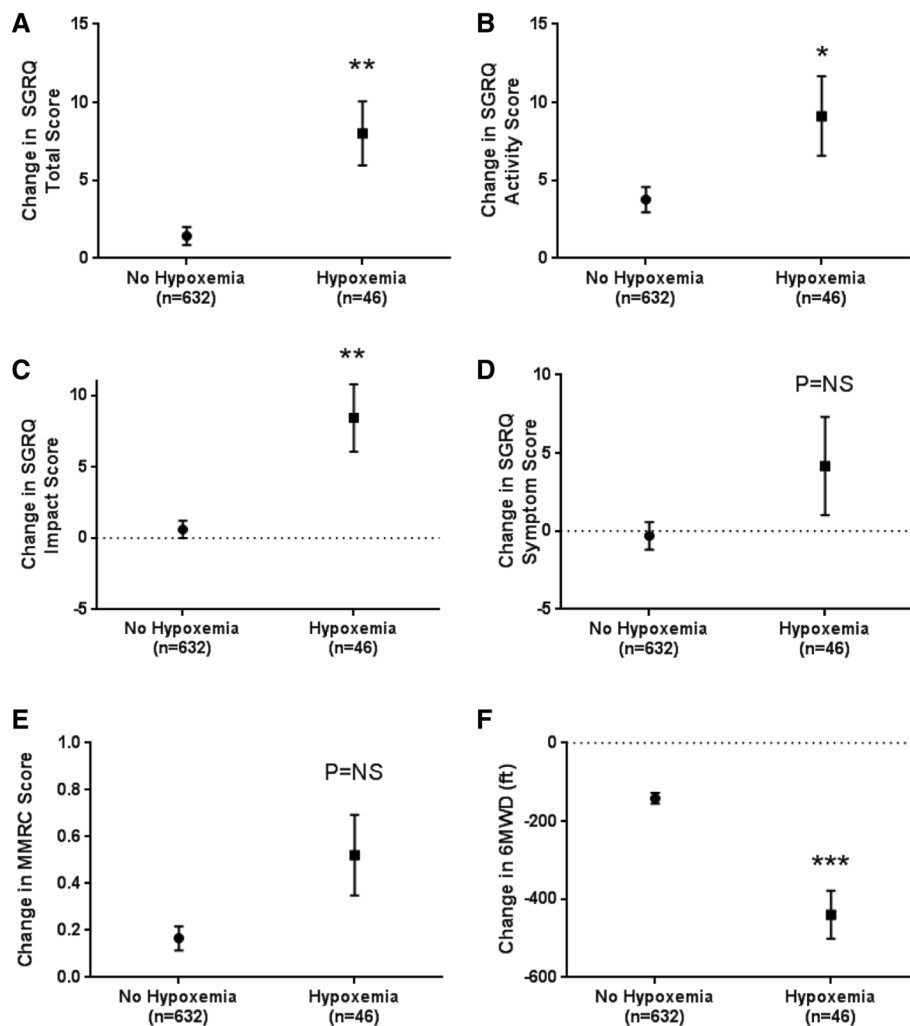 A
Change in SGRQ
Total Score
15
10
5
0
**
No Hypoxemia
(n=632)
Hypoxemia
(n=46)
B
Change in SGRQ
Activity Score
15
10
5
0
*
No Hypoxemia
(n=632)
Hypoxemia
(n=46)
C
Change in SGRQ
Impact Score
10
5
0
-5
**
No Hypoxemia
(n=632)
Hypoxemia
(n=46)
D
Change in SGRQ
Symptom Score
10
5
0
-5
P=NS
No Hypoxemia
(n=632)
Hypoxemia
(n=46)
E
Change in MMRC Score
1.0
0.8
0.6
0.4
0.2
0.0
P=NS
No Hypoxemia
(n=632)
Hypoxemia
(n=46)
F
Change in 6MWD (ft)
0
-200
-400
-600
***
No Hypoxemia
(n=632)
Hypoxemia
(n=46)